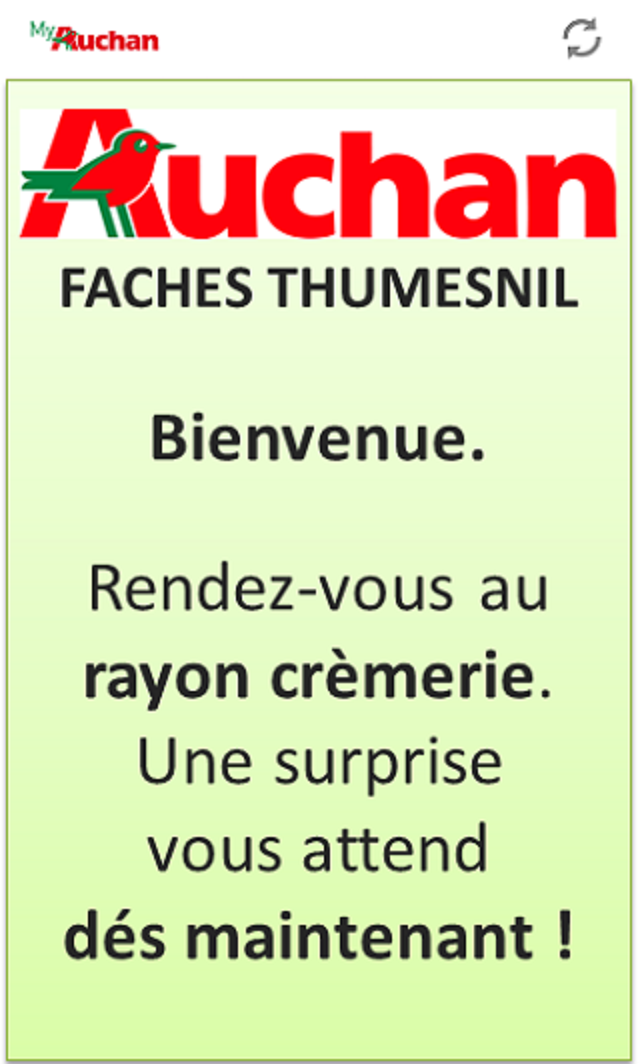 MyAuchan
Auchan
FACHES THUMESNIL
Bienvenue.
Rendez-vous au
rayon crèmerie.
Une surprise
vous attend
dés maintenant !